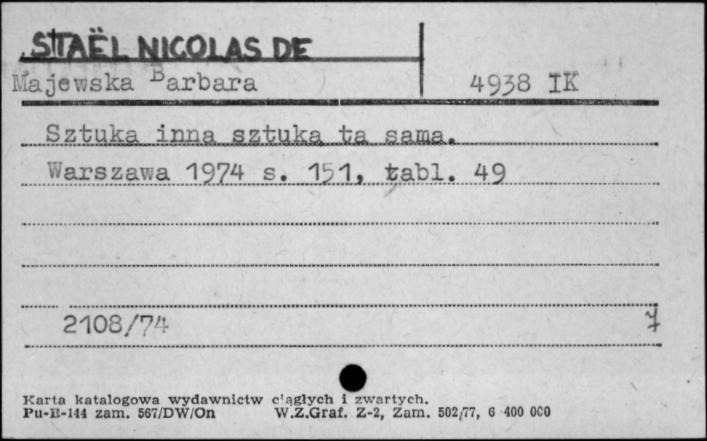 STAËL NICOLAS DE
Majewska Barbara 4938 IK
Sztuka inna sztuka ta sama.
Warszawa 1974 s. 151, tabl. 49
2108/74 7
Karta katalogowa wydawnictw ciągłych i zwartych.
Pu-B-144 zam. 567/DW/On W.Z.Graf. Z-2, Zam. 502/77, 6 400 000